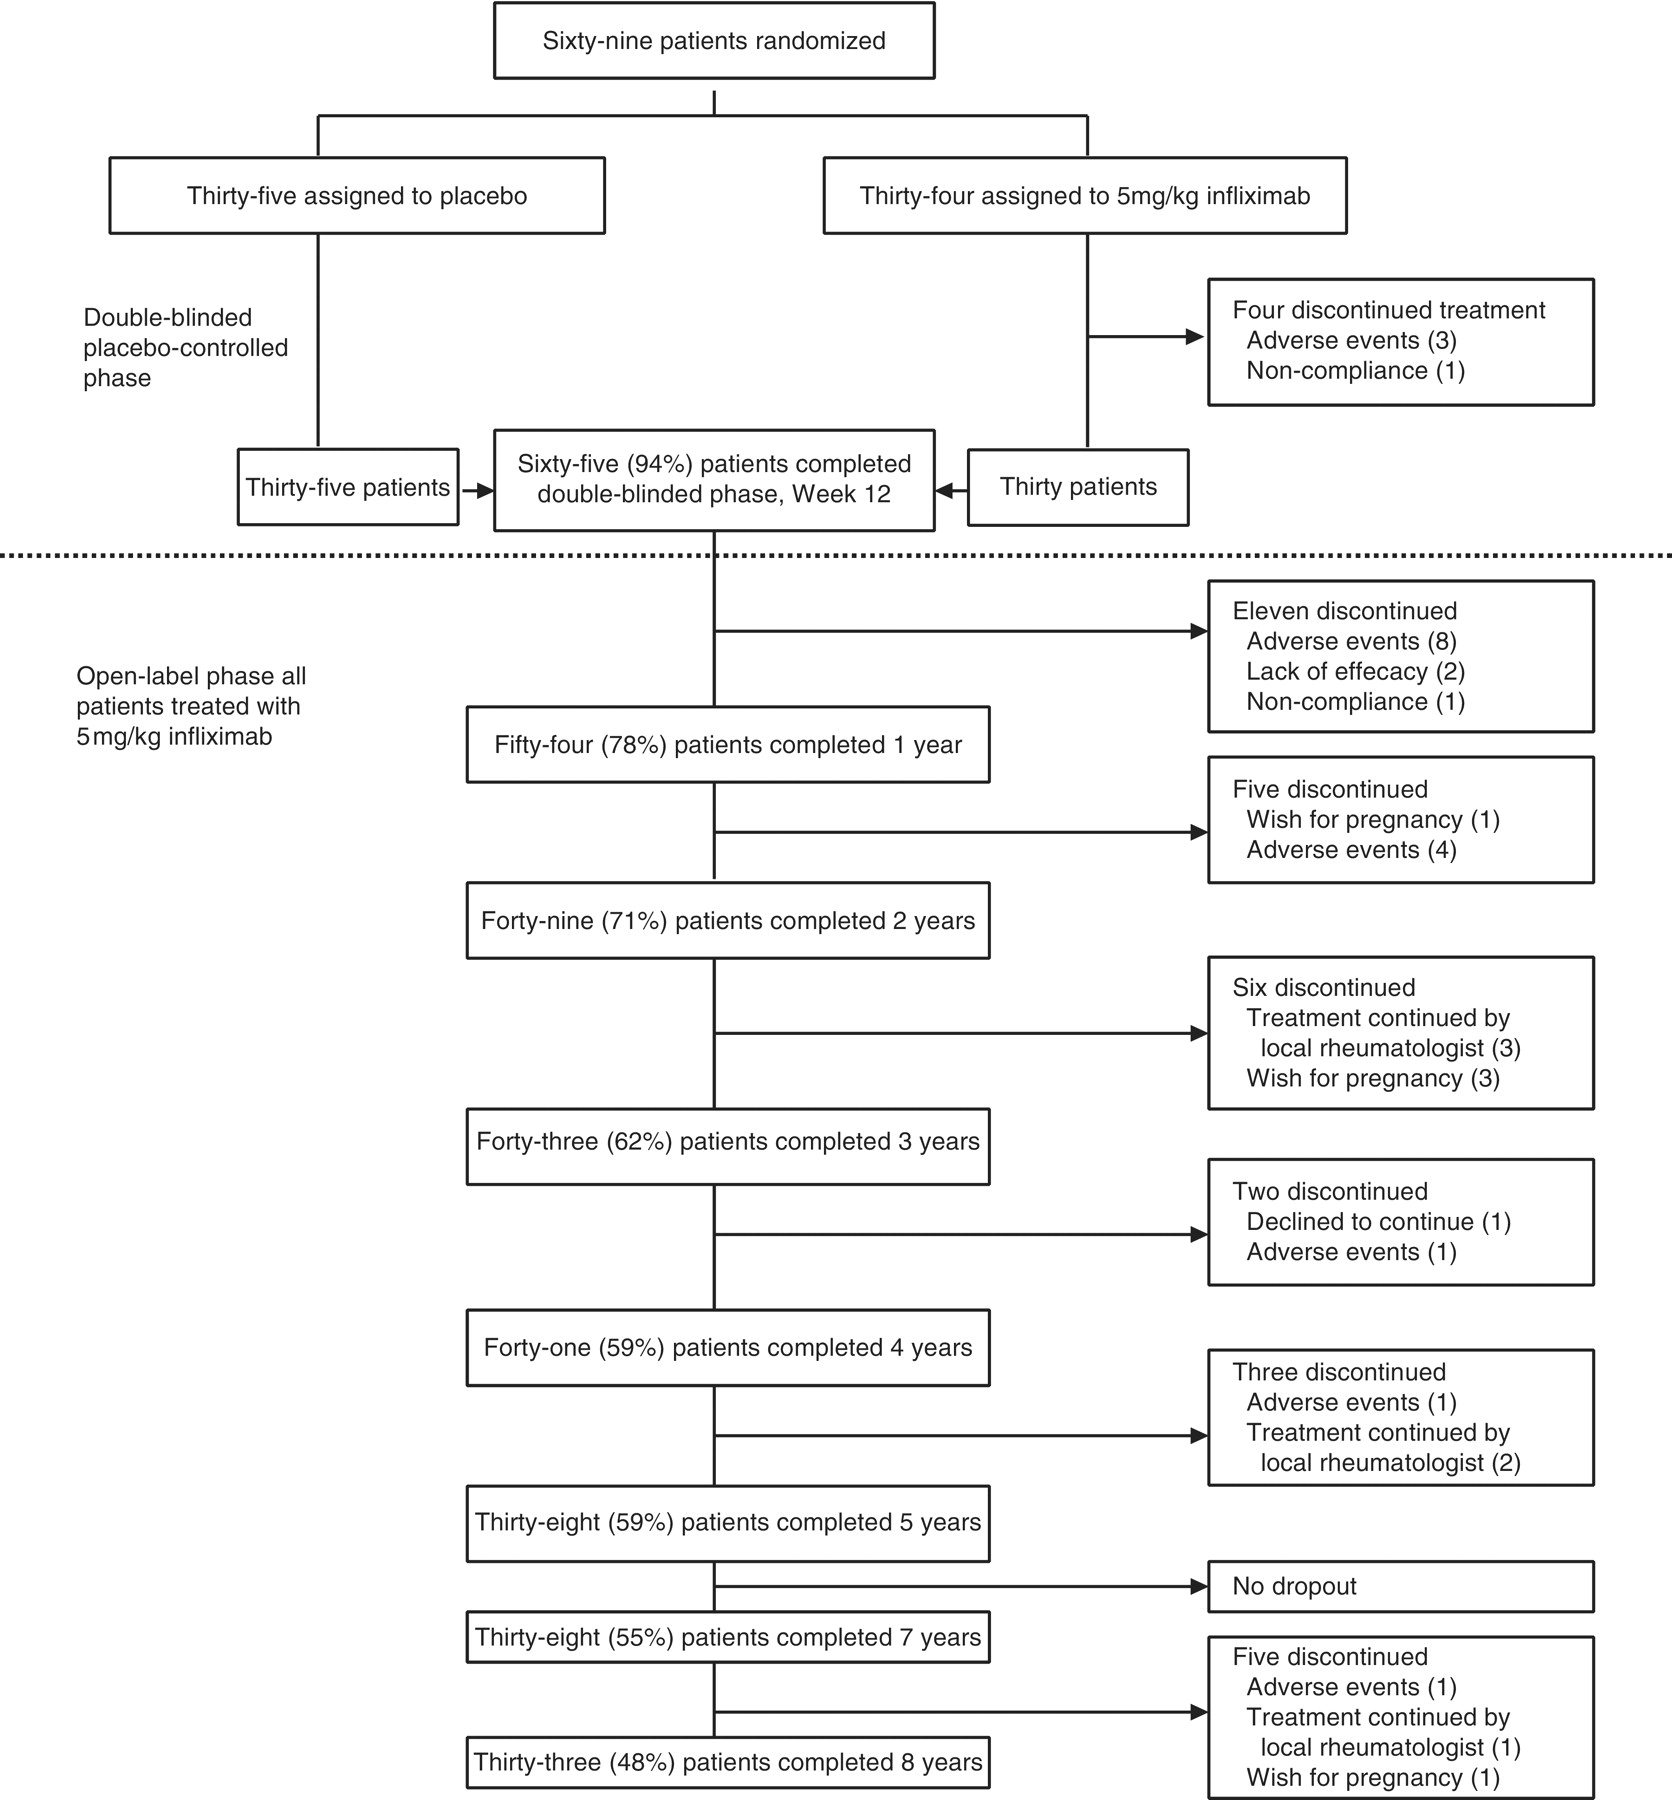 Sixty-nine patients randomized
Thirty-five assigned to placebo
Thirty-four assigned to 5mg/kg infliximab
Double-blinded
placebo-controlled
phase
Four discontinued treatment
Adverse events (3)
Non-compliance (1)
Thirty-five patients
Sixty-five (94%) patients completed
double-blinded phase, Week 12
Thirty patients
Open-label phase all
patients treated with
5mg/kg infliximab
Eleven discontinued
Adverse events (8)
Lack of effecacy (2)
Non-compliance (1)
Fifty-four (78%) patients completed 1 year
Five discontinued
Wish for pregnancy (1)
Adverse events (4)
Forty-nine (71%) patients completed 2 years
Six discontinued
Treatment continued by
local rheumatologist (3)
Wish for pregnancy (3)
Forty-three (62%) patients completed 3 years
Two discontinued
Declined to continue (1)
Adverse events (1)
Forty-one (59%) patients completed 4 years
Three discontinued
Adverse events (1)
Treatment continued by
local rheumatologist (2)
Thirty-eight (59%) patients completed 5 years
No dropout
Thirty-eight (55%) patients completed 7 years
Five discontinued
Adverse events (1)
Treatment continued by
local rheumatologist (1)
Wish for pregnancy (1)
Thirty-three (48%) patients completed 8 years